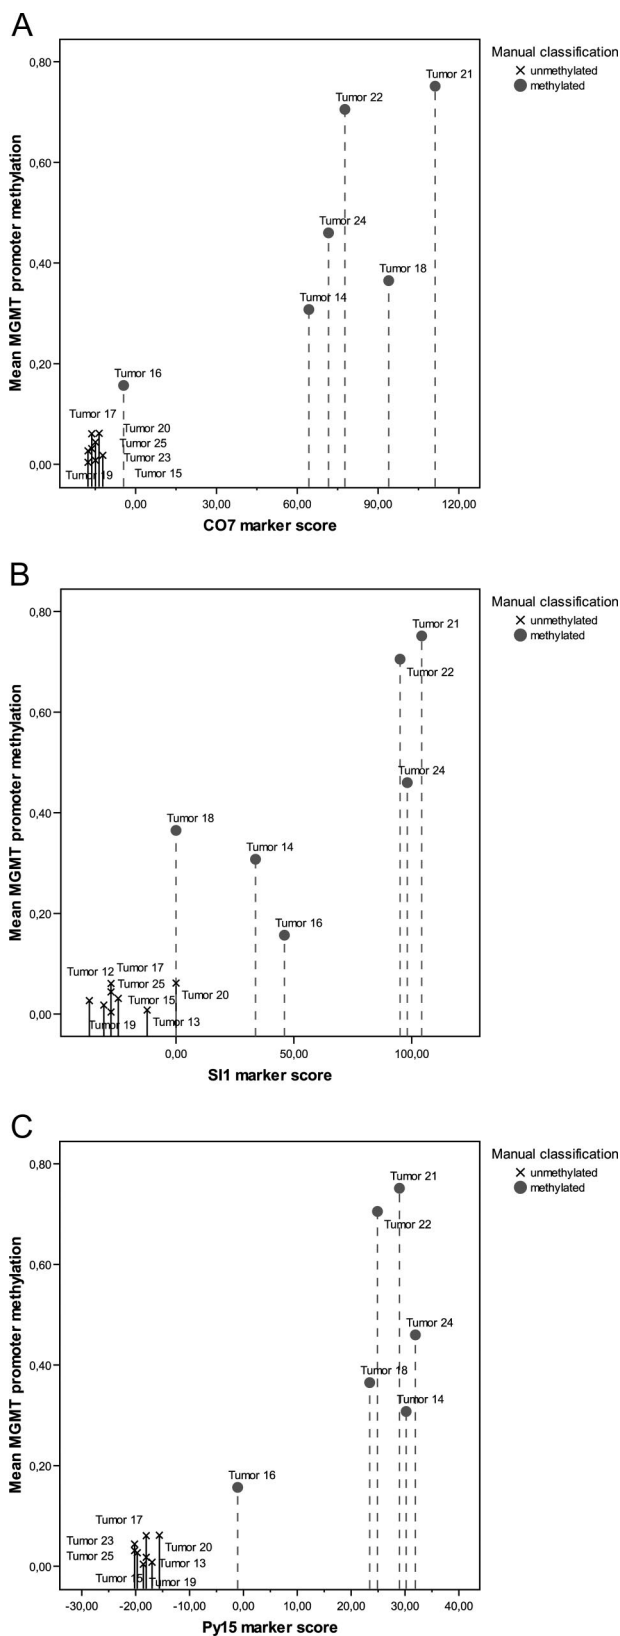 A
Manual classification
unmethylated
methylated
0,80
0,60
0,40
0,20
0,00
Mean MGMT promoter methylation
Tumor 21
Tumor 22
Tumor 24
Tumor 18
Tumor 14
Tumor 16
Tumor 17
Tumor 20
Tumor 25
Tumor 23
Tumor 19
Tumor 15
0,00 30,00 60,00 90,00 120,00
CO7 marker score
B
Manual classification
unmethylated
methylated
0,80
0,60
0,40
0,20
0,00
Mean MGMT promoter methylation
Tumor 21
Tumor 22
Tumor 24
Tumor 18
Tumor 14
Tumor 16
Tumor 12
Tumor 17
Tumor 25
Tumor 15
Tumor 20
Tumor 19
Tumor 13
0,00 50,00 100,00
SI1 marker score
C
Manual classification
unmethylated
methylated
0,80
0,60
0,40
0,20
0,00
Mean MGMT promoter methylation
Tumor 21
Tumor 22
Tumor 24
Tumor 18
Tumor 14
Tumor 16
Tumor 17
Tumor 23
Tumor 20
Tumor 25
Tumor 13
Tumor 15
Tumor 19
-30,00 -20,00 -10,00 0,00 10,00 20,00 30,00 40,00
Py15 marker score